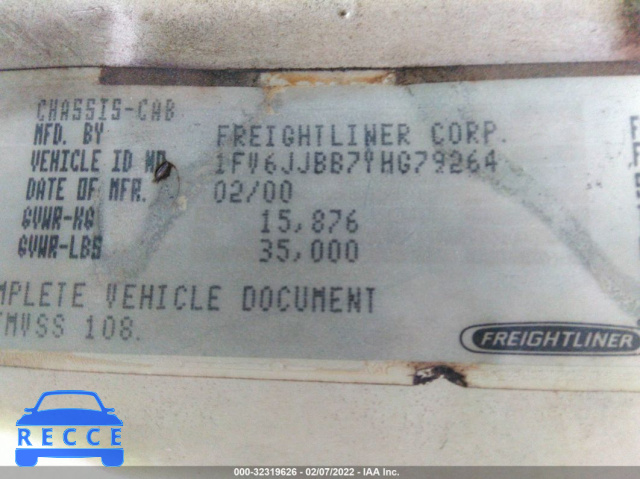 CHASSIS-CAB
MFD. BY FREIGHTLINER CORP.
VEHICLE ID NO. 1FV6JJBB7YHG79264
DATE OF MFR. 02/00
GVWR-KG 15,876
GVWR-LBS 35,000
MPLETE VEHICLE DOCUMENT
FMVSS 108.
FREIGHTLINER
RECCE
000-32319626 - 02/07/2022 - IAA Inc.